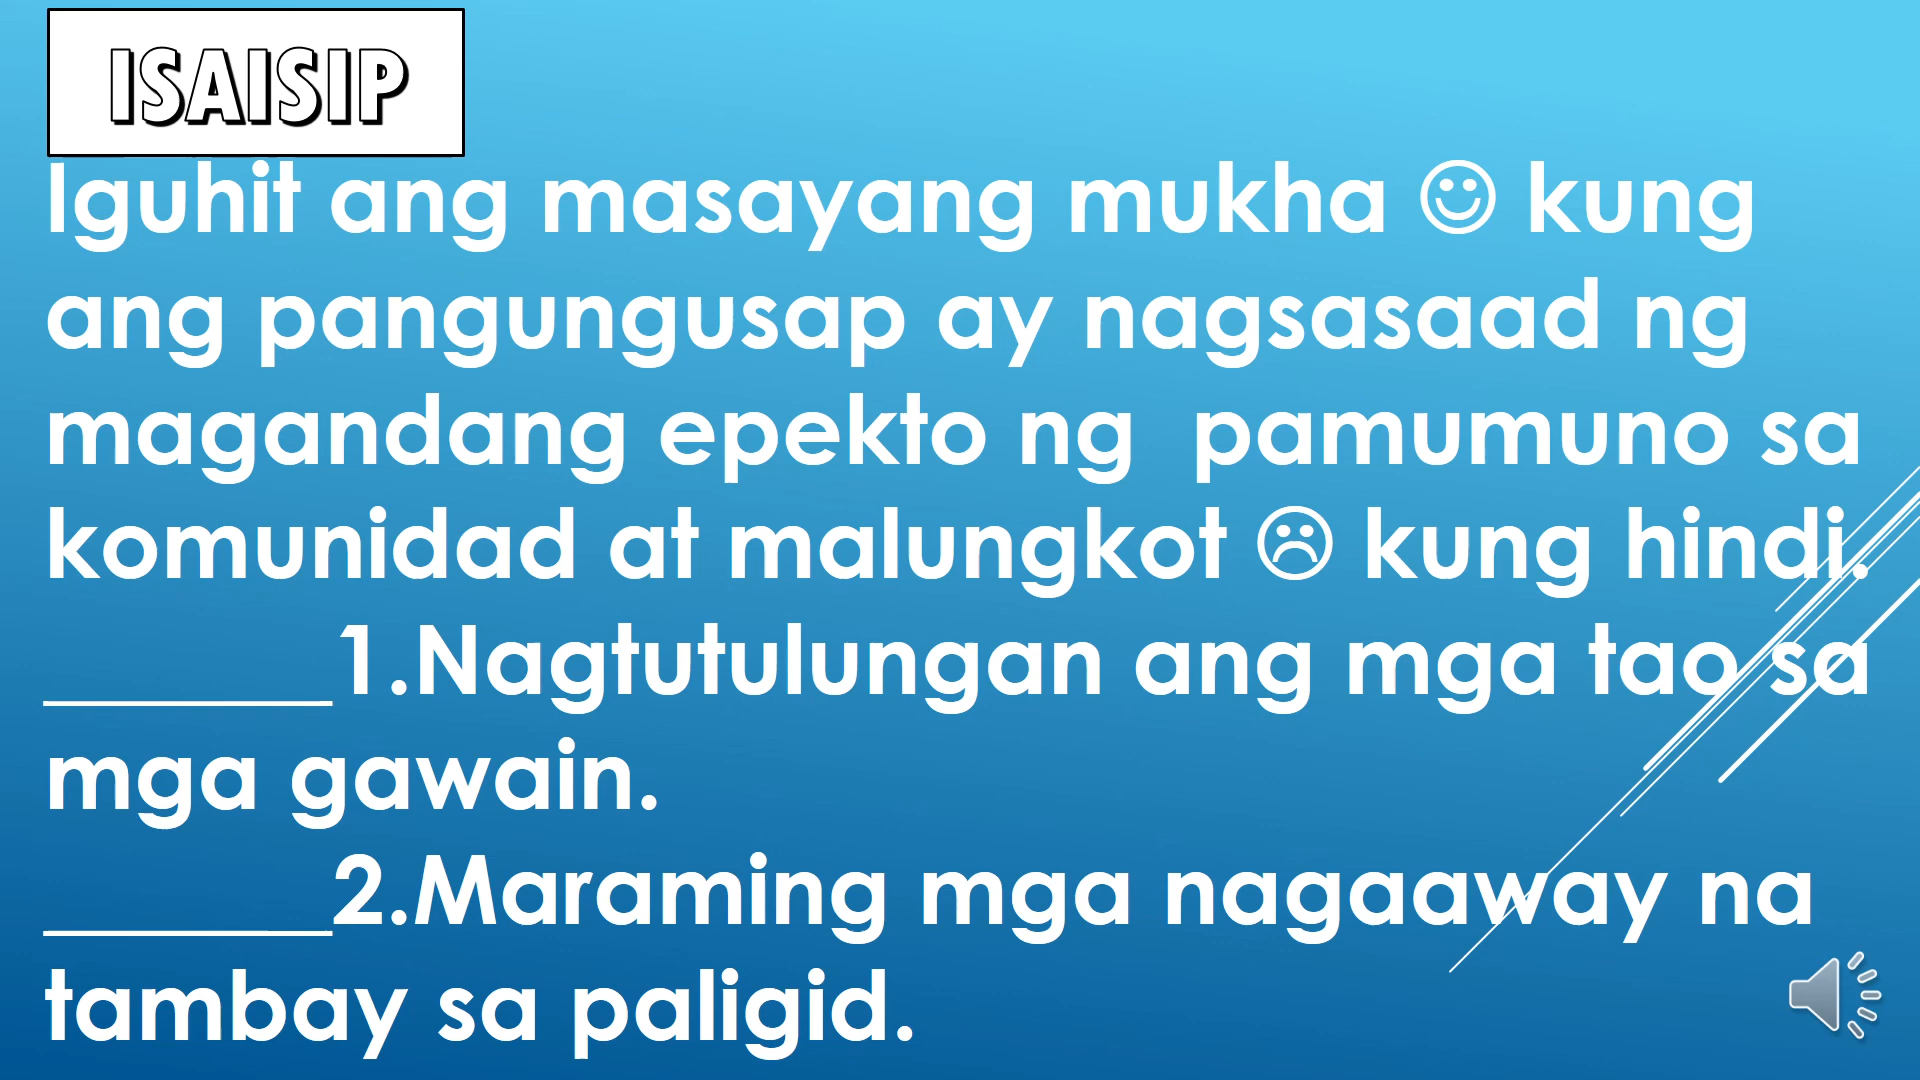 ISAISIP
Iguhit ang masayang mukha ☺ kung
ang pangungusap ay nagsasaad ng
magandang epekto ng pamumuno sa
komunidad at malungkot ☹ kung hindi.
______1.Nagtutulungan ang mga tao sa
mga gawain.
______2.Maraming mga nagaaway na
tambay sa paligid.